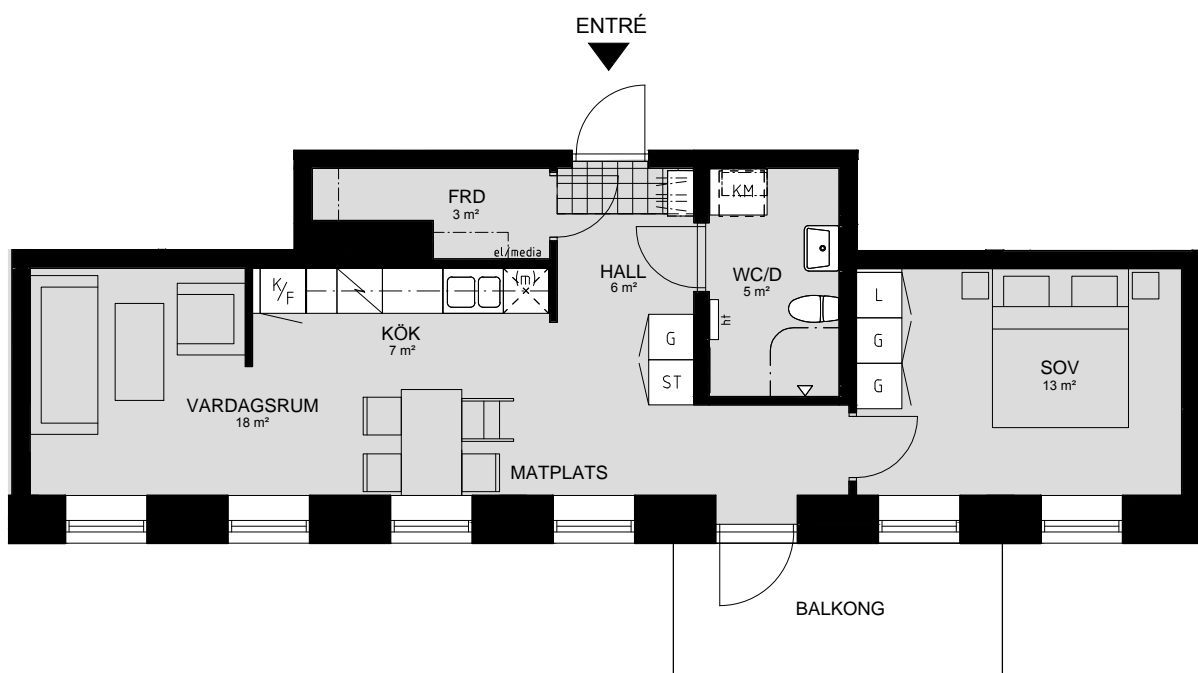 ENTRÉ
FRD
3 m²
el/media
KM
HALL
6 m²
WC/D
5 m²
ht
K/F
(m)
KÖK
7 m²
G
ST
L
G
G
SOV
13 m²
VARDAGSRUM
18 m²
MATPLATS
BALKONG